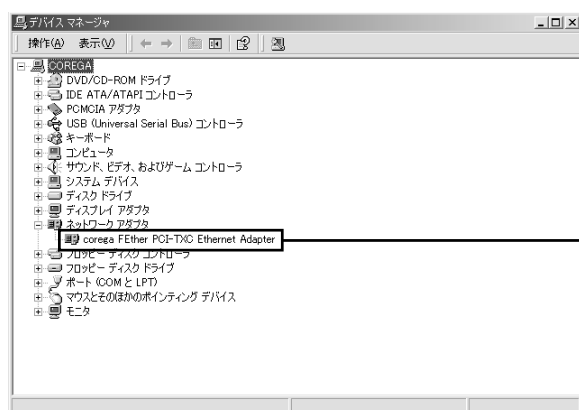 デバイス マネージャ
操作(A) 表示(V)
COREGA
DVD/CD-ROM ドライブ
IDE ATA/ATAPI コントローラ
PCMCIA アダプタ
USB (Universal Serial Bus) コントローラ
キーボード
コンピュータ
サウンド、ビデオ、およびゲーム コントローラ
システム デバイス
ディスク ドライブ
ディスプレイ アダプタ
ネットワーク アダプタ
corega FEther PCI-TXC Ethernet Adapter
フロッピー ディスク コントローラ
フロッピー ディスク ドライブ
ポート (COM と LPT)
マウスとそのほかのポインティング デバイス
モニタ